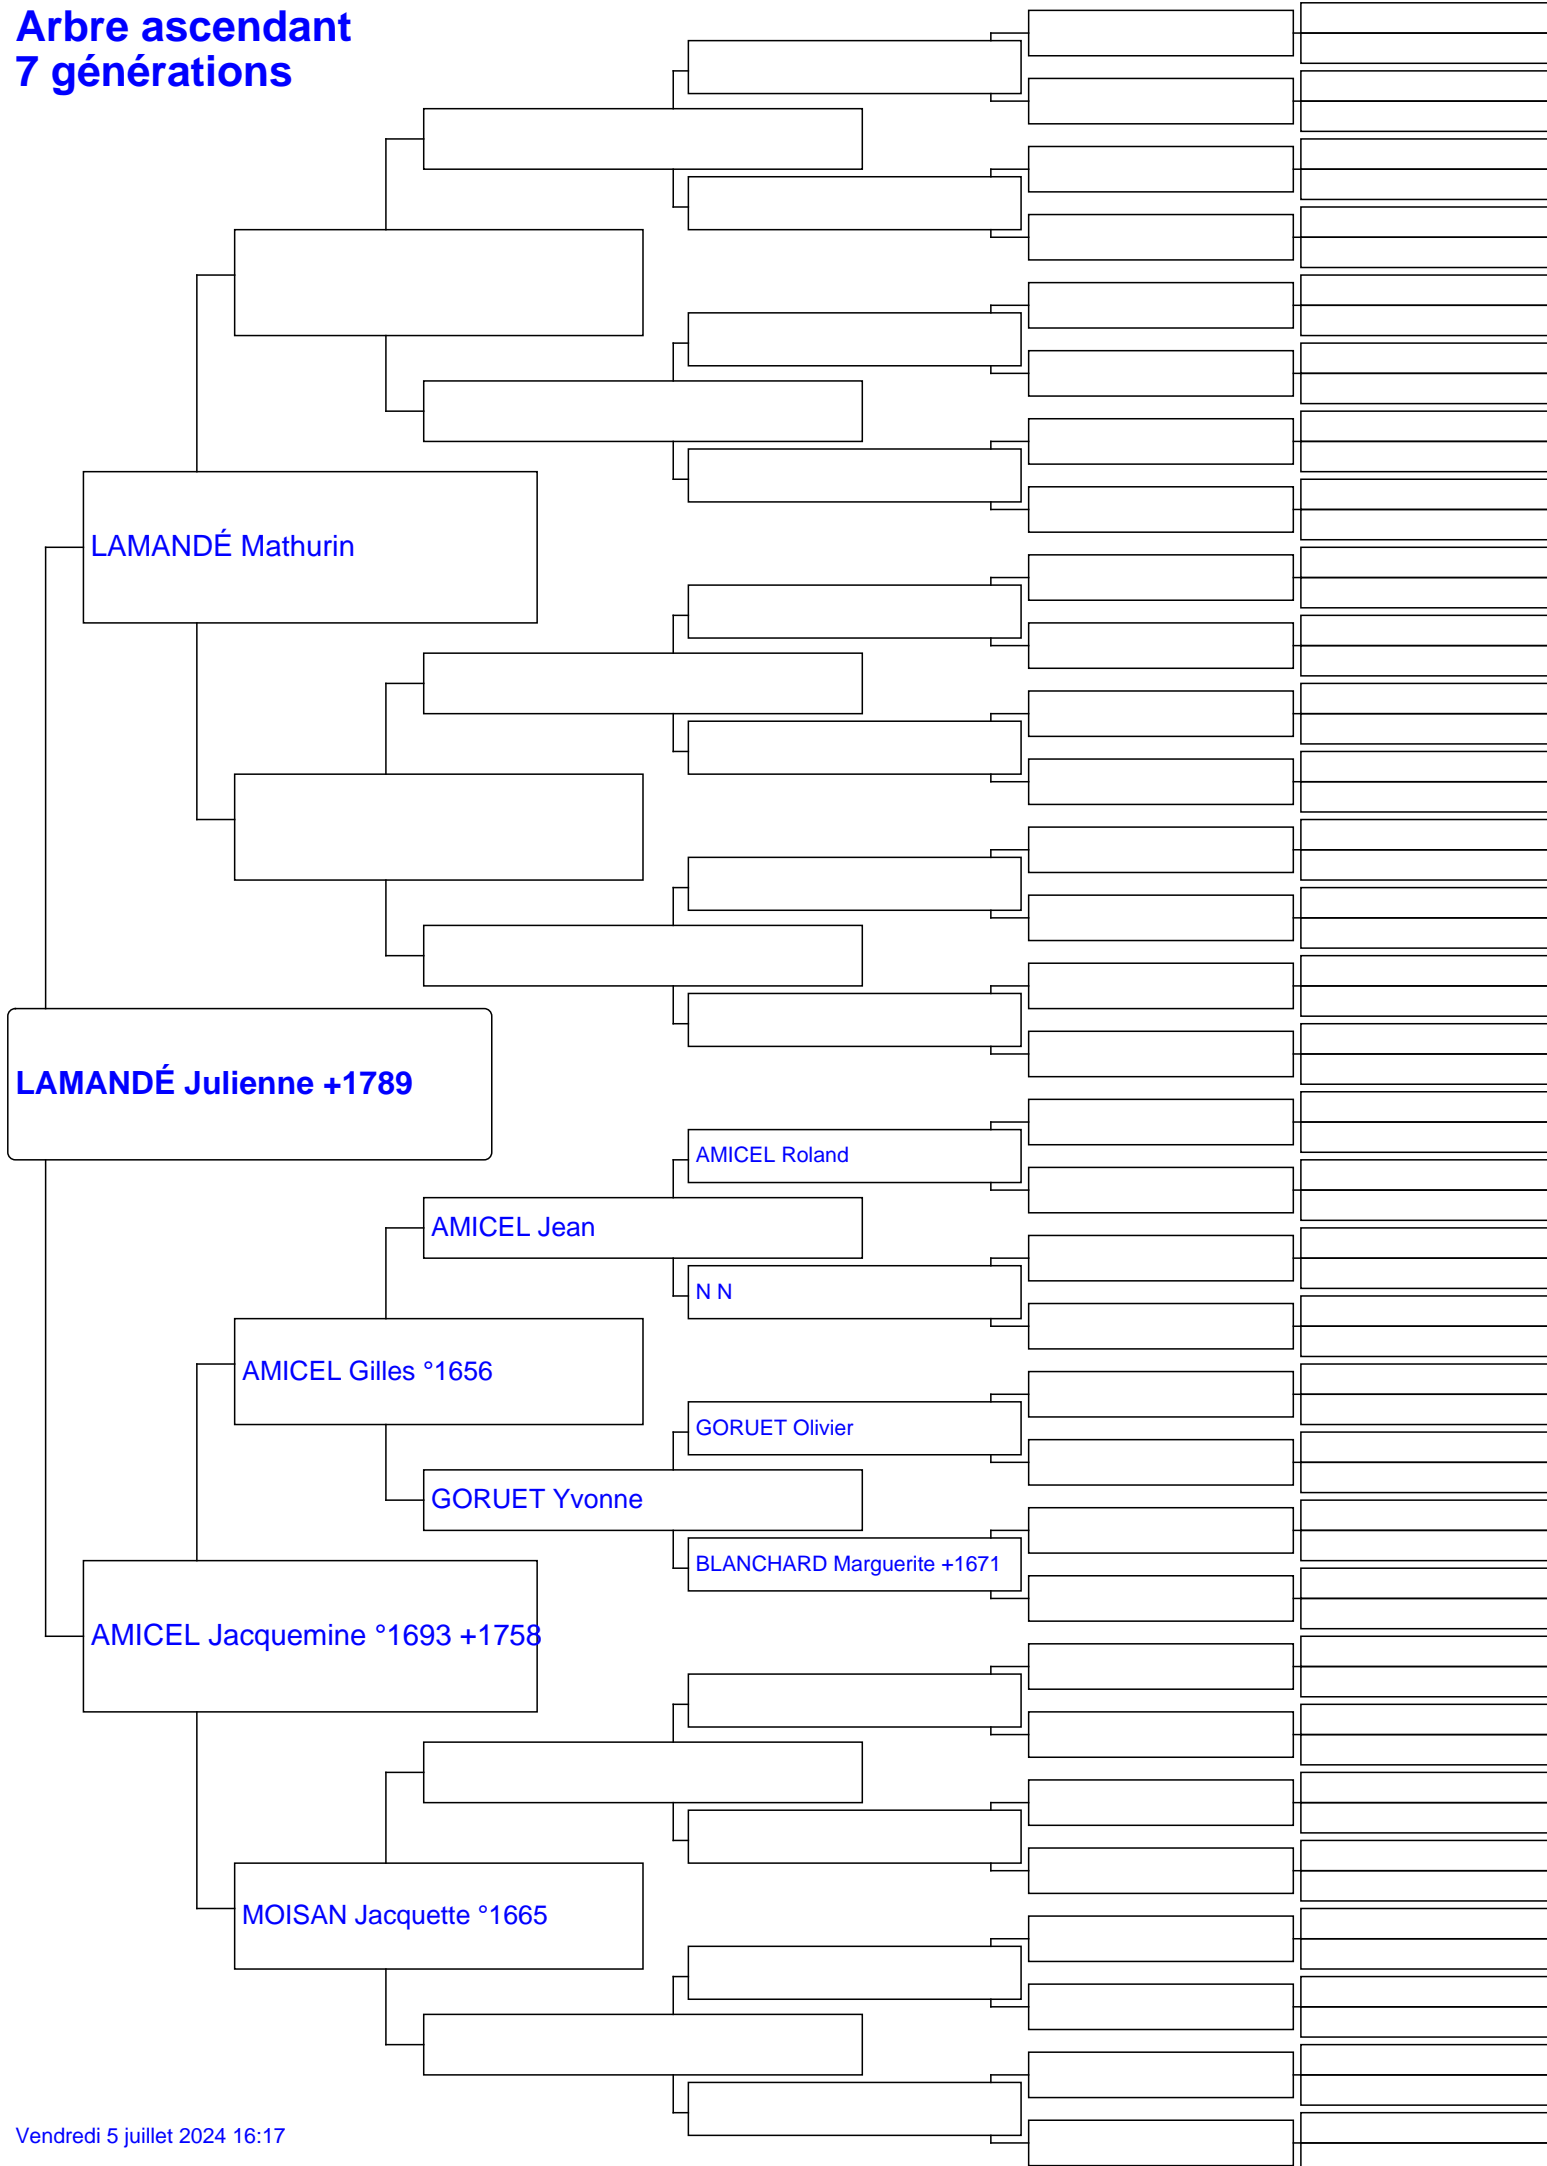 Arbre ascendant
7 générations
LAMANDÉ Mathurin
LAMANDÉ Julienne +1789
AMICEL Roland
AMICEL Jean
N N
AMICEL Gilles °1656
GORUET Olivier
GORUET Yvonne
BLANCHARD Marguerite +1671
AMICEL Jacquemine °1693 +1758
MOISAN Jacquette °1665
Vendredi 5 juillet 2024 16:17